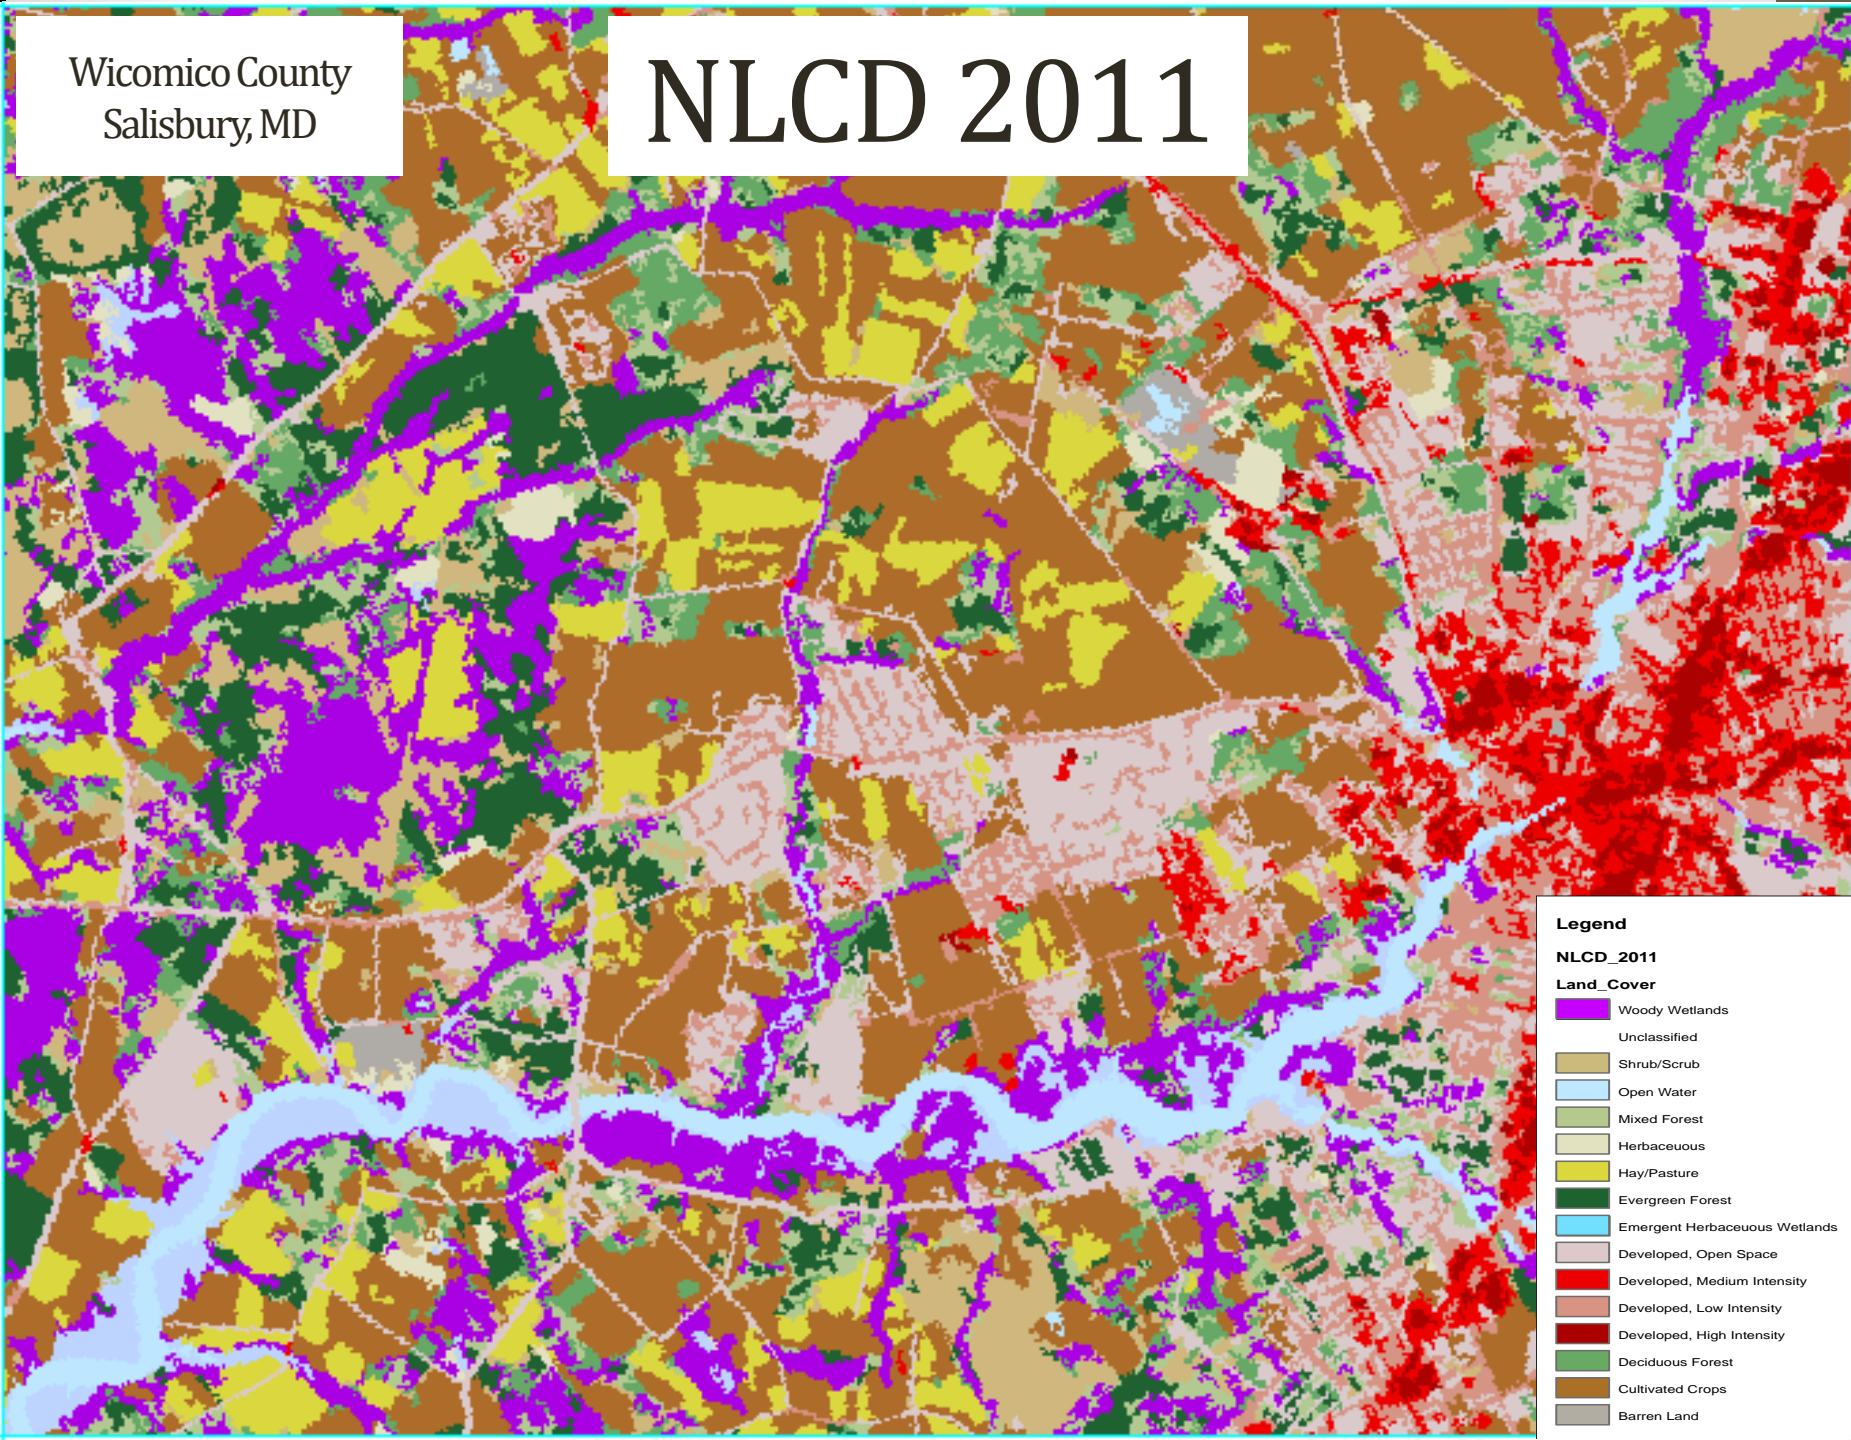 Wicomico County
Salisbury, MD
NLCD 2011
Legend
NLCD_2011
Land_Cover
Woody Wetlands
Unclassified
Shrub/Scrub
Open Water
Mixed Forest
Herbaceuous
Hay/Pasture
Evergreen Forest
Emergent Herbaceuous Wetlands
Developed, Open Space
Developed, Medium Intensity
Developed, Low Intensity
Developed, High Intensity
Deciduous Forest
Cultivated Crops
Barren Land